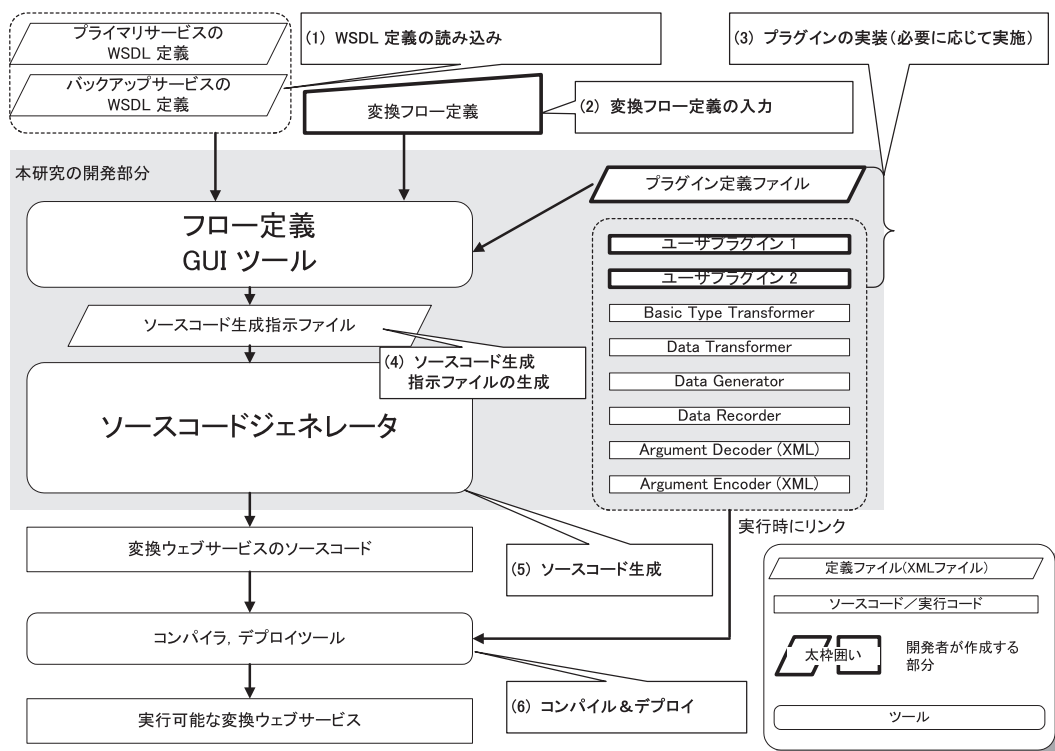 プライマリサービスの
WSDL 定義
バックアップサービスの
WSDL 定義
(1) WSDL 定義の読み込み
変換フロー定義
(2) 変換フロー定義の入力
(3) プラグインの実装(必要に応じて実施)
本研究の開発部分
プラグイン定義ファイル
フロー定義
GUI ツール
ユーザプラグイン 1
ユーザプラグイン 2
Basic Type Transformer
Data Transformer
Data Generator
Data Recorder
Argument Decoder (XML)
Argument Encoder (XML)
ソースコード生成指示ファイル
(4) ソースコード生成
指示ファイルの生成
ソースコードジェネレータ
実行時にリンク
変換ウェブサービスのソースコード
(5) ソースコード生成
コンパイラ, デプロイツール
(6) コンパイル&デプロイ
実行可能な変換ウェブサービス
定義ファイル(XMLファイル)
ソースコード/実行コード
太枠囲い
開発者が作成する
部分
ツール